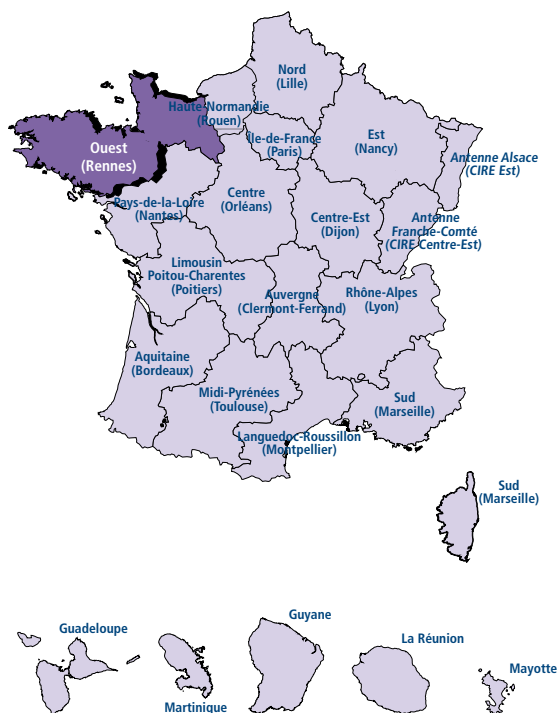 Nord
(Lille)
Haute Normandie
(Rouen)
Île-de-France
(Paris)
Est
(Nancy)
Ouest
(Rennes)
Antenne Alsace
(CIRE Est)
Pays-de-la-Loire
(Nantes)
Centre
(Orléans)
Centre-Est
(Dijon)
Antenne
Franche-Comté
(CIRE Centre-Est)
Limousin
Poitou-Charentes
(Poitiers)
Auvergne
(Clermont-Ferrand)
Rhône-Alpes
(Lyon)
Aquitaine
(Bordeaux)
Midi-Pyrénées
(Toulouse)
Sud
(Marseille)
Languedoc-Roussillon
(Montpellier)
Sud
(Marseille)
Guadeloupe
Martinique
Guyane
La Réunion
Mayotte